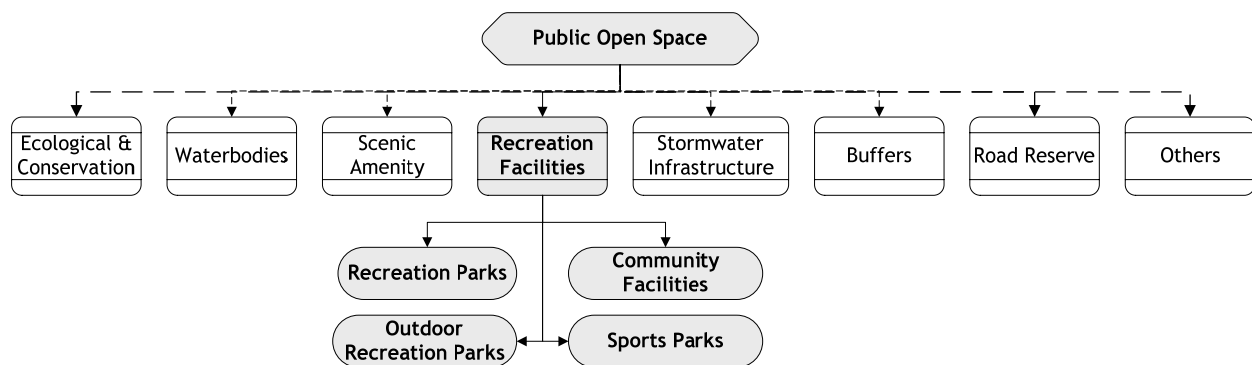 Public Open Space
Ecological &
Conservation
Waterbodies
Scenic
Amenity
Recreation
Facilities
Stormwater
Infrastructure
Buffers
Road Reserve
Others
Recreation Parks
Community
Facilities
Outdoor
Recreation Parks
Sports Parks